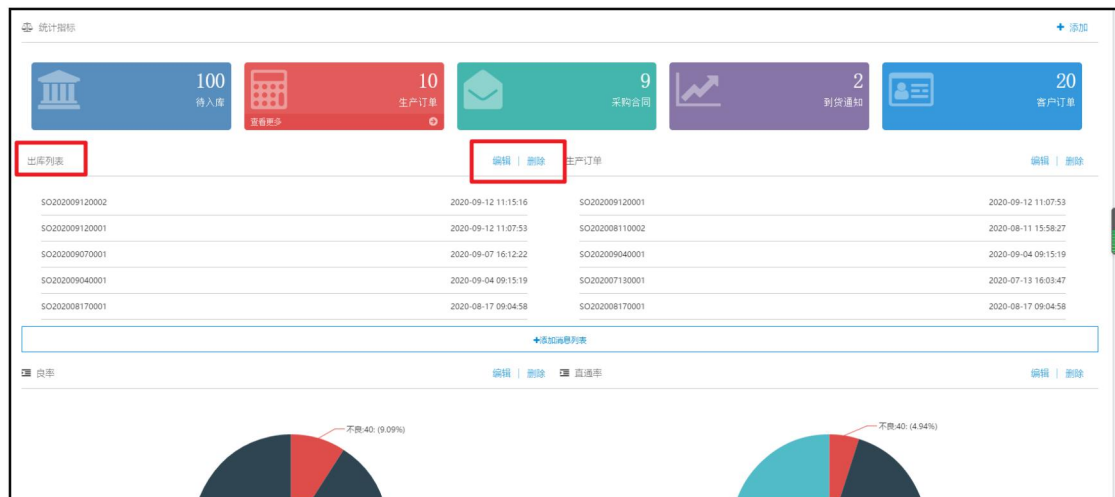 统计指标
+ 添加
100
待入库
10
生产订单
查看更多
9
采购合同
2
到货通知
20
客户订单
出库列表
编辑 | 删除
生产订单
编辑 | 删除
SO202009120002 2020-09-12 11:15:16
SO202009120001 2020-09-12 11:07:53
SO202009070001 2020-09-07 16:12:22
SO202009040001 2020-09-04 09:15:19
SO202008170001 2020-08-17 09:04:58
SO202009120001 2020-09-12 11:07:53
SO202008110002 2020-08-11 15:58:27
SO202009040001 2020-09-04 09:15:19
SO202007130001 2020-07-13 16:03:47
SO202008170001 2020-08-17 09:04:58
+添加消息列表
良率
编辑 | 删除
直通率
编辑 | 删除
不良:40: (9.09%)
不良:40: (4.94%)